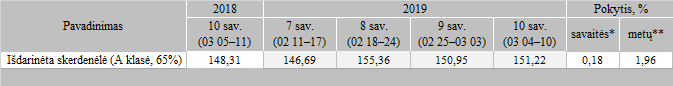 Pavadinimas 2018 2019 Pokytis, %
10 sav. (03 05–11) 7 sav. (02 11–17) 8 sav. (02 18–24) 9 sav. (02 25–03 03) 10 sav. (03 04–10) savaitės* metų**
Išdarinėta skerdenėlė (A klasė, 65%) 148,31 146,69 155,36 150,95 151,22 0,18 1,96